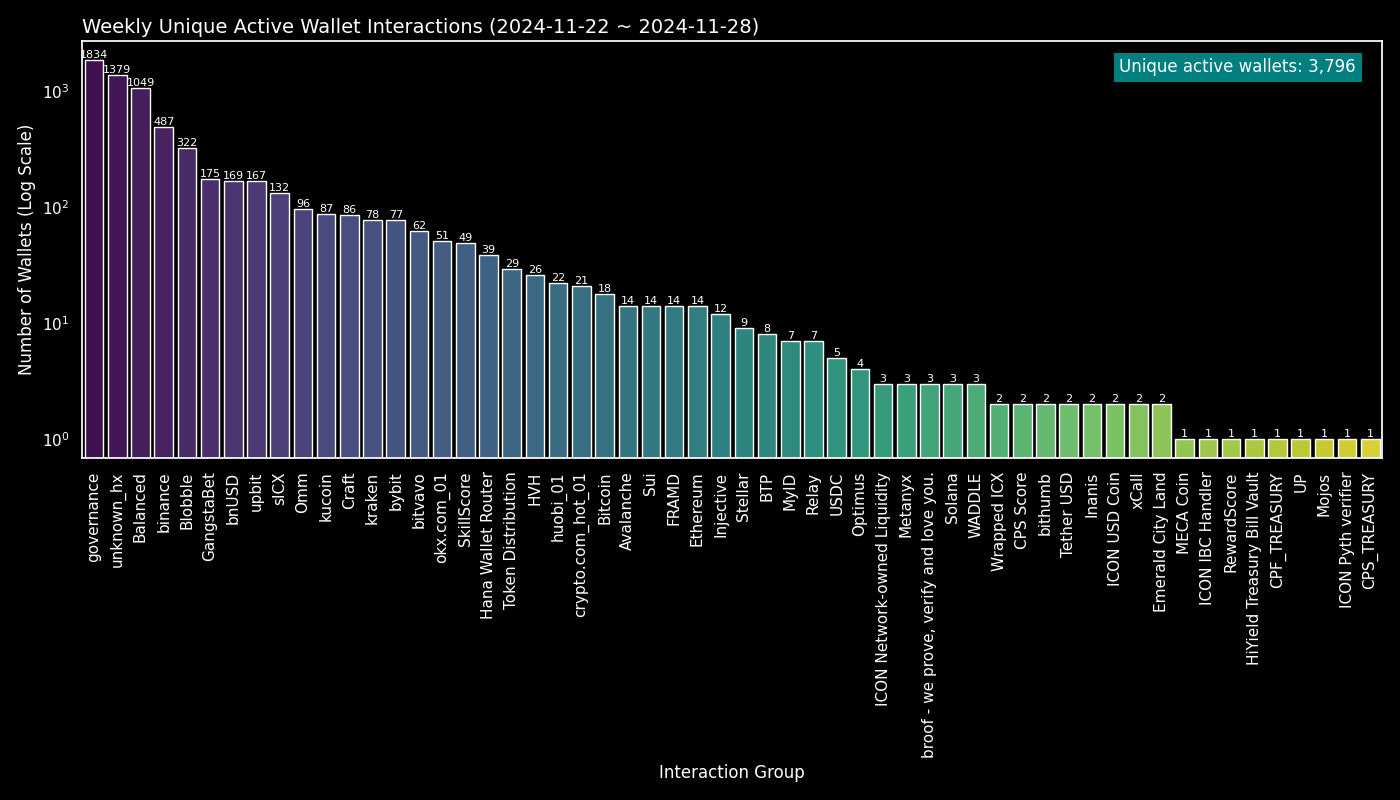 Weekly Unique Active Wallet Interactions (2024-11-22 ~ 2024-11-28)
Unique active wallets: 3,796
Number of Wallets (Log Scale)
10³
10²
10¹
10⁰
1834
1379
1049
487
322
175
169
167
132
96
87
86
78
77
62
51
49
39
29
26
22
21
18
14
14
14
14
12
9
8
7
7
5
4
3
3
3
3
3
2
2
2
2
2
2
2
2
1
1
1
1
1
1
1
1
1
governance
unknown_hx
Balanced
binance
Blobble
GangstaBet
bnUSD
upbit
sICX
Omm
kucoin
Craft
kraken
bybit
bitvavo
okx.com_01
SkillScore
Hana Wallet Router
Token Distribution
HVH
huobi_01
crypto.com_hot_01
Bitcoin
Avalanche
Sui
FRAMD
Ethereum
Injective
Stellar
BTP
MyID
Relay
USDC
Optimus
ICON Network-owned Liquidity
Metanyx
broof - we prove, verify and love you.
Solana
WADDLE
Wrapped ICX
CPS Score
bithumb
Tether USD
Inanis
ICON USD Coin
xCall
Emerald City Land
MECA Coin
ICON IBC Handler
RewardScore
HiYield Treasury Bill Vault
CPF_TREASURY
UP
Mojos
ICON Pyth verifier
CPS_TREASURY
Interaction Group